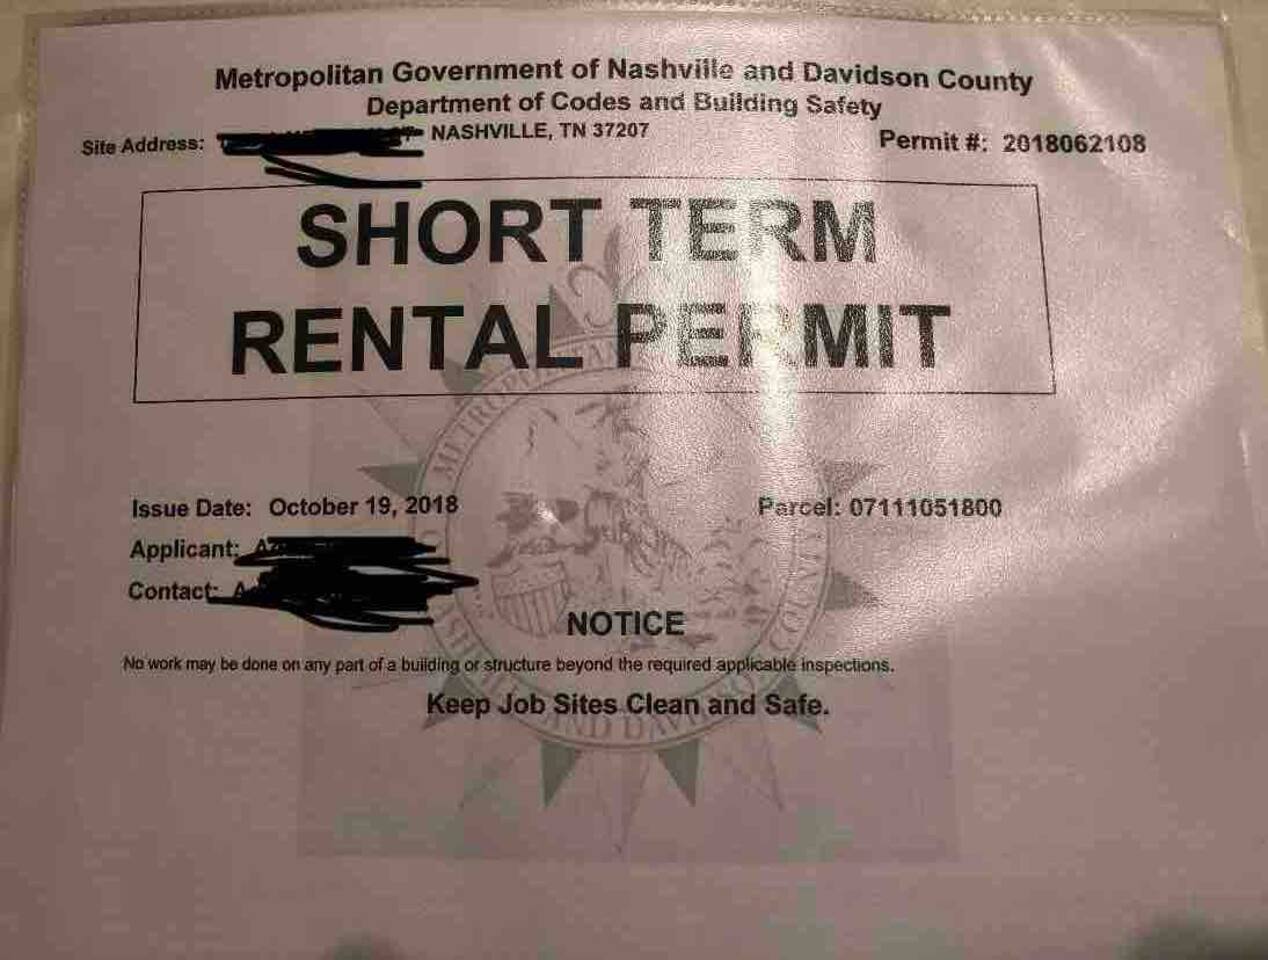 Metropolitan Government of Nashville and Davidson County
Department of Codes and Building Safety
Site Address: NASHVILLE, TN 37207 Permit #: 2018062108
SHORT TERM
RENTAL PERMIT
Issue Date: October 19, 2018 Parcel: 07111051800
Applicant:
Contact:
NOTICE
No work may be done on any part of a building or structure beyond the required applicable inspections.
Keep Job Sites Clean and Safe.